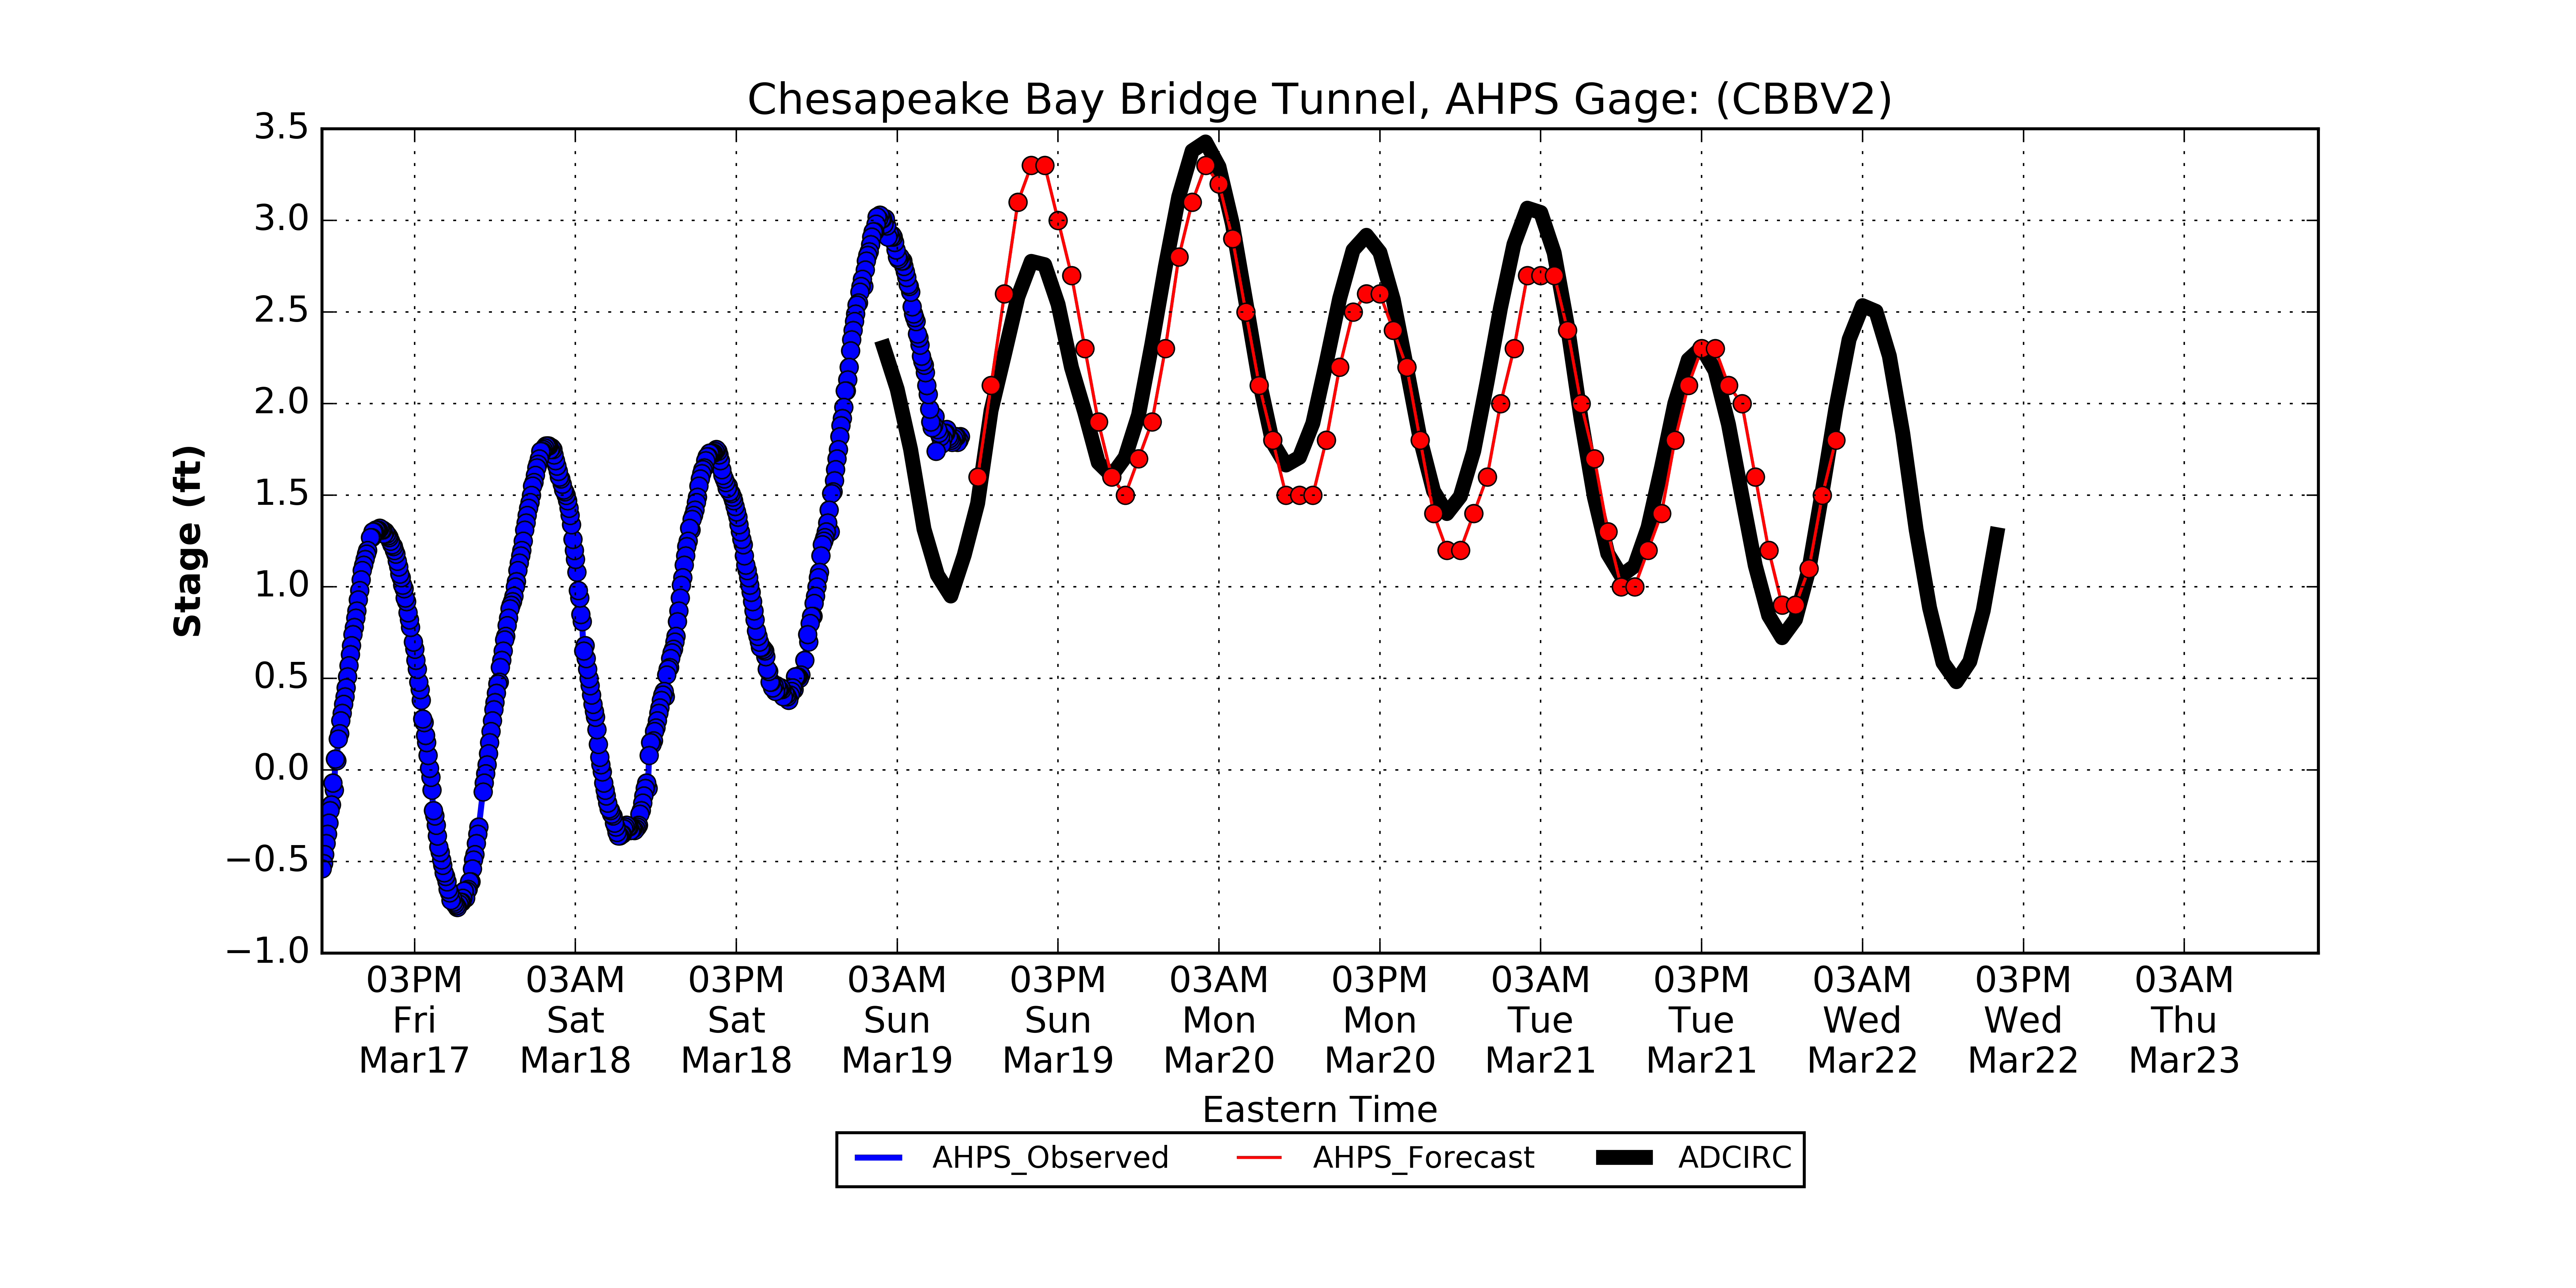 Chesapeake Bay Bridge Tunnel, AHPS Gage: (CBBV2)
3.5
3.0
2.5
2.0
1.5
1.0
0.5
0.0
−0.5
−1.0
Stage (ft)
03PM 03AM 03PM 03AM 03PM 03AM 03PM 03AM 03PM 03AM 03PM 03AM
Fri Sat Sat Sun Sun Mon Mon Tue Tue Wed Wed Thu
Mar17 Mar18 Mar18 Mar19 Mar19 Mar20 Mar20 Mar21 Mar21 Mar22 Mar22 Mar23
Eastern Time
AHPS_Observed AHPS_Forecast ADCIRC